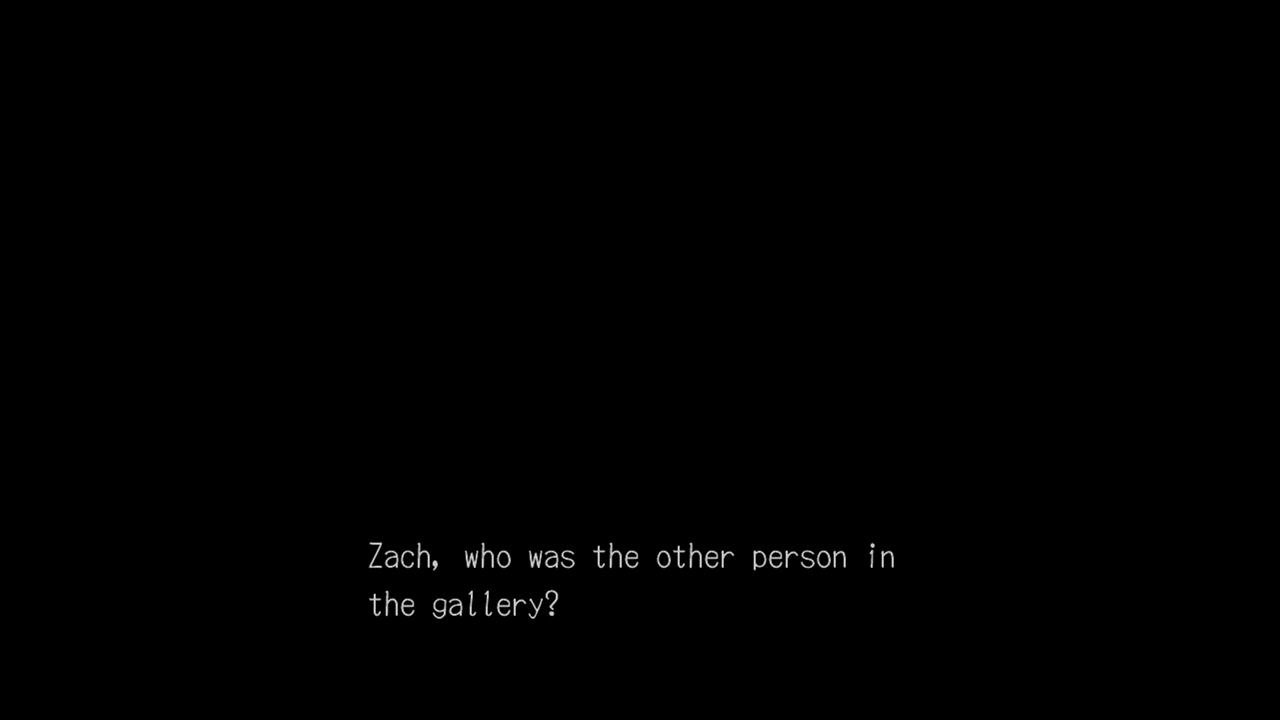 Zach, who was the other person in
the gallery?